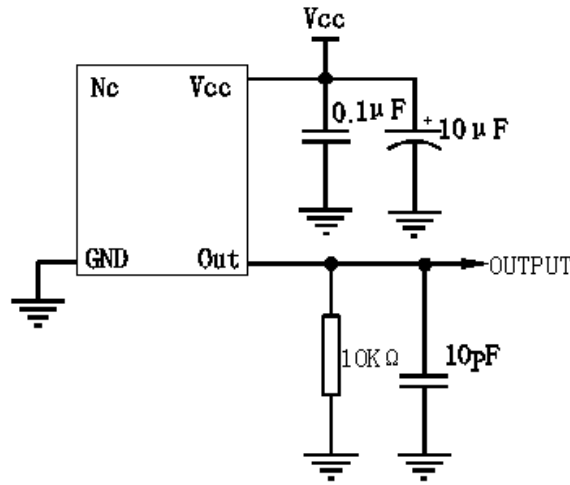 Vcc
Nc Vcc
0.1μF
+
10μF
GND Out
OUTPUT
10KΩ
10pF